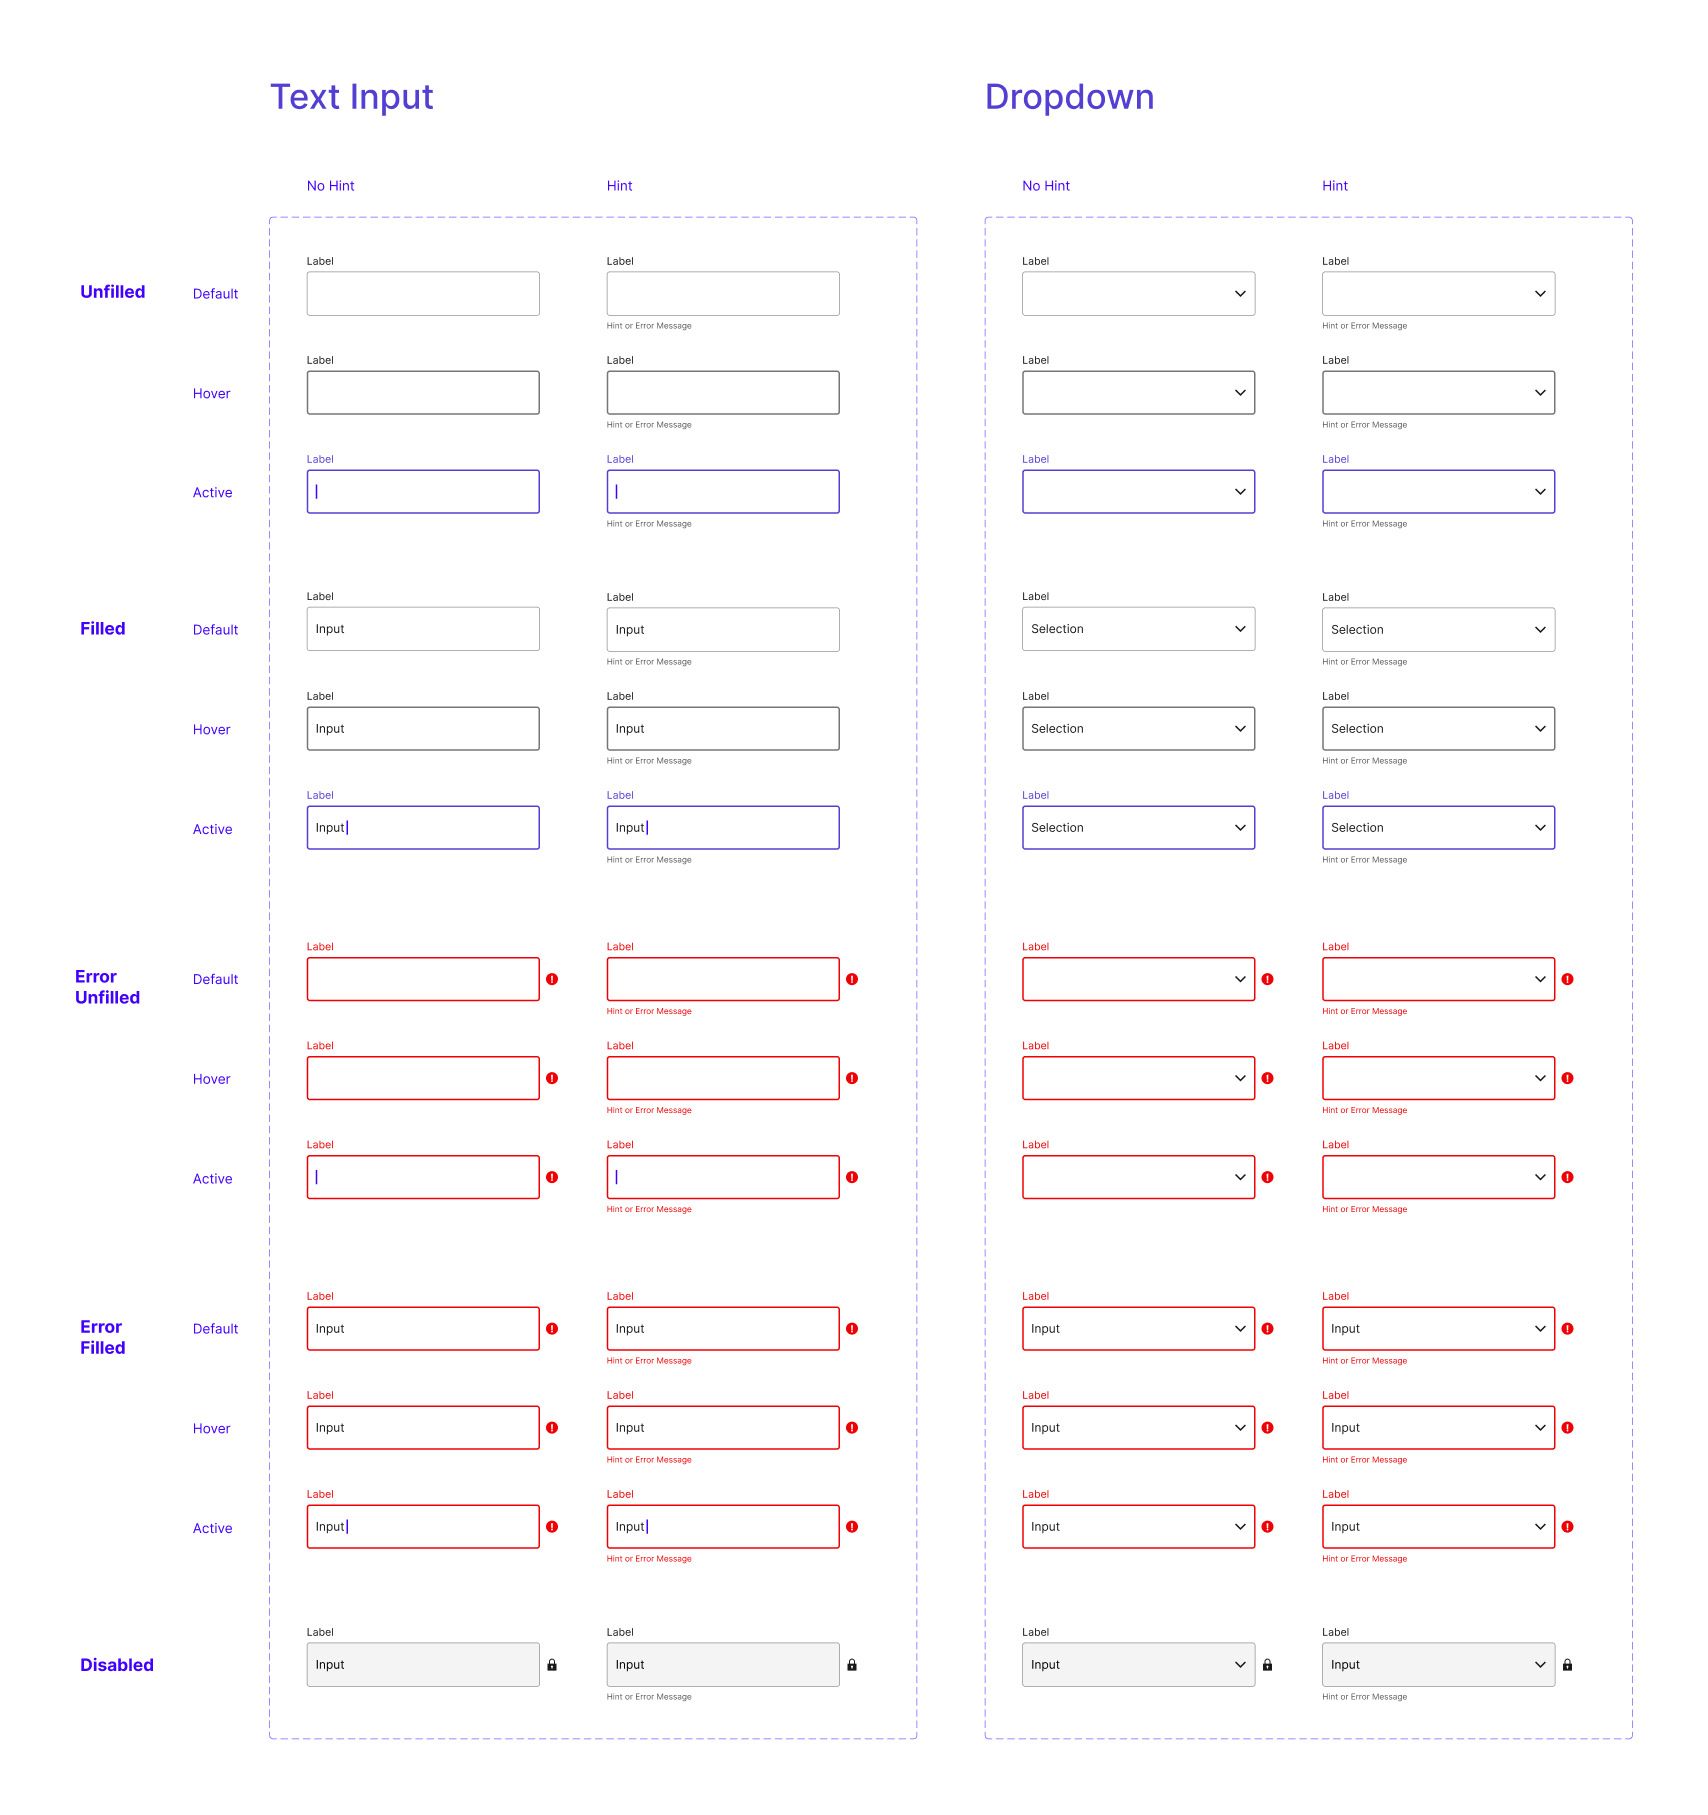 Text Input
Dropdown
No Hint Hint No Hint Hint
Label Label Label Label
Unfilled Default
Hint or Error Message Hint or Error Message
Label Label Label Label
Hover
Hint or Error Message Hint or Error Message
Label Label Label Label
Active
Hint or Error Message Hint or Error Message
Label Label Label Label
Filled Default Input Input Selection Selection
Hint or Error Message Hint or Error Message
Label Label Label Label
Hover Input Input Selection Selection
Hint or Error Message Hint or Error Message
Label Label Label Label
Active Input Input Selection Selection
Hint or Error Message Hint or Error Message
Label Label Label Label
Error
Unfilled
Default
Hint or Error Message Hint or Error Message
Label Label Label Label
Hover
Hint or Error Message Hint or Error Message
Label Label Label Label
Active
Hint or Error Message Hint or Error Message
Label Label Label Label
Error
Filled
Default Input Input Input Input
Hint or Error Message Hint or Error Message
Label Label Label Label
Hover Input Input Input Input
Hint or Error Message Hint or Error Message
Label Label Label Label
Active Input Input Input Input
Hint or Error Message Hint or Error Message
Label Label Label Label
Disabled Input Input Input Input
Hint or Error Message Hint or Error Message